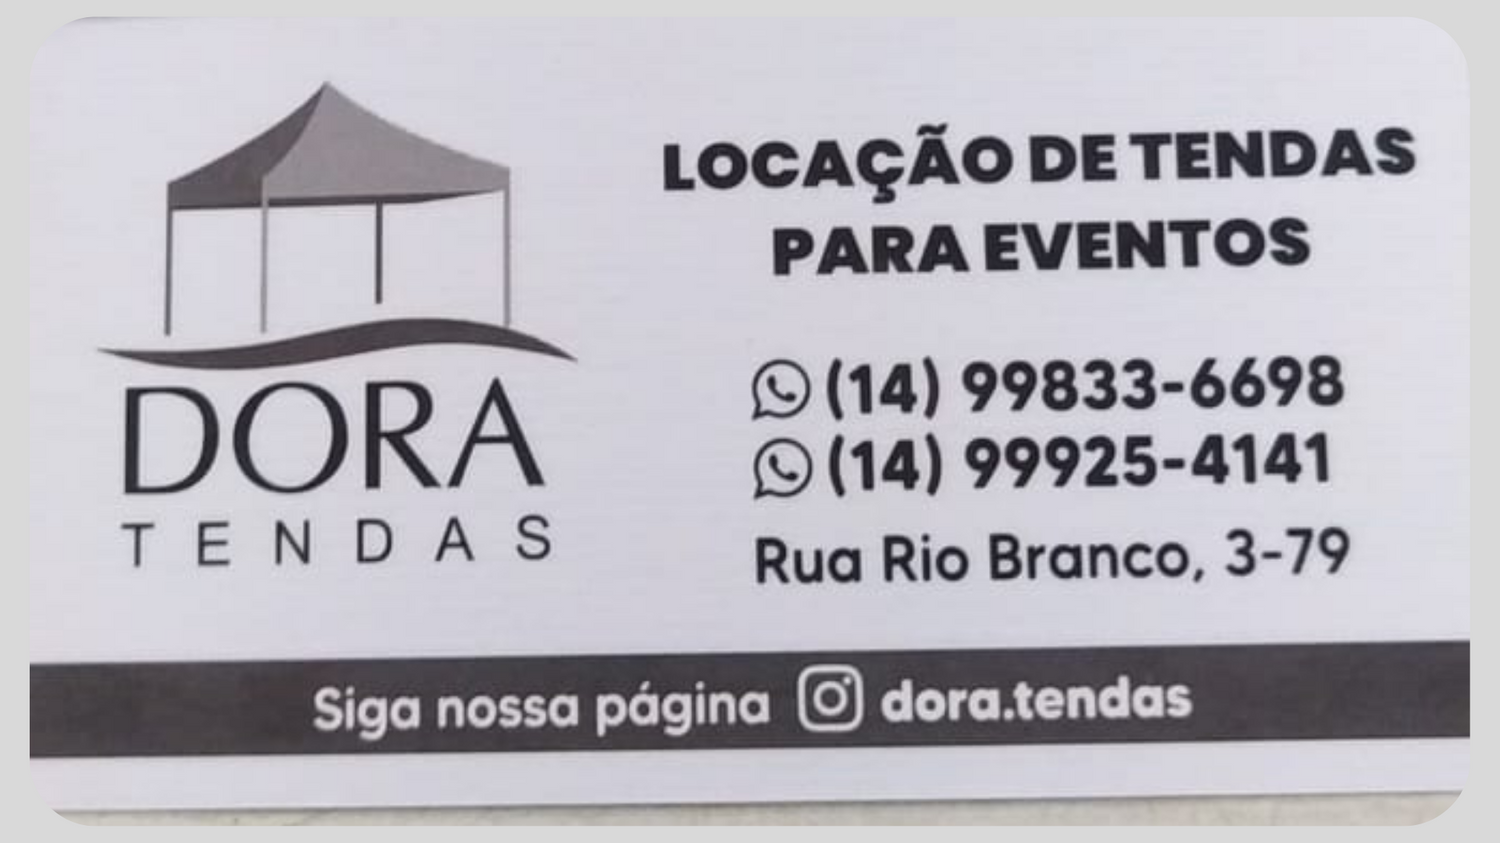 DORA
TENDAS
LOCAÇÃO DE TENDAS
PARA EVENTOS
(14) 99833-6698
(14) 99925-4141
Rua Rio Branco, 3-79
Siga nossa página dora.tendas